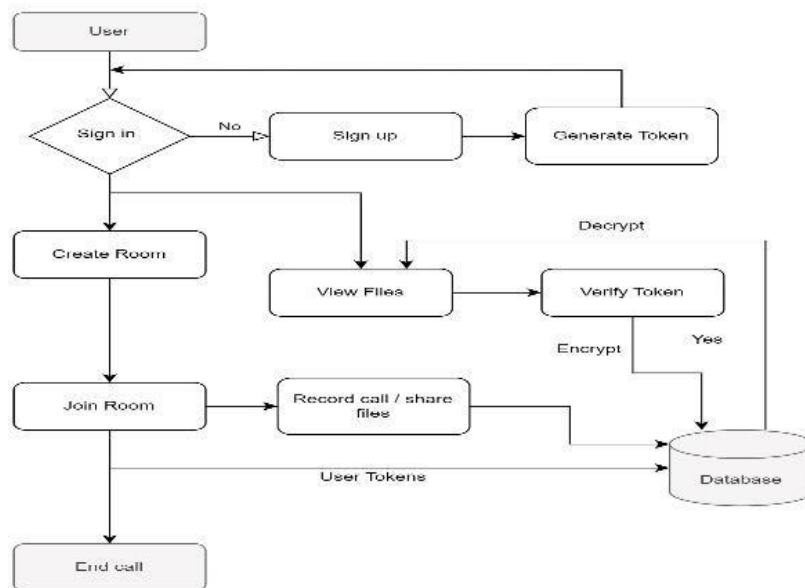 User
Sign in
No
Sign up
Generate Token
Decrypt
Create Room
View Files
Verify Token
Encrypt
Yes
Join Room
Record call / share
files
User Tokens
Database
End call